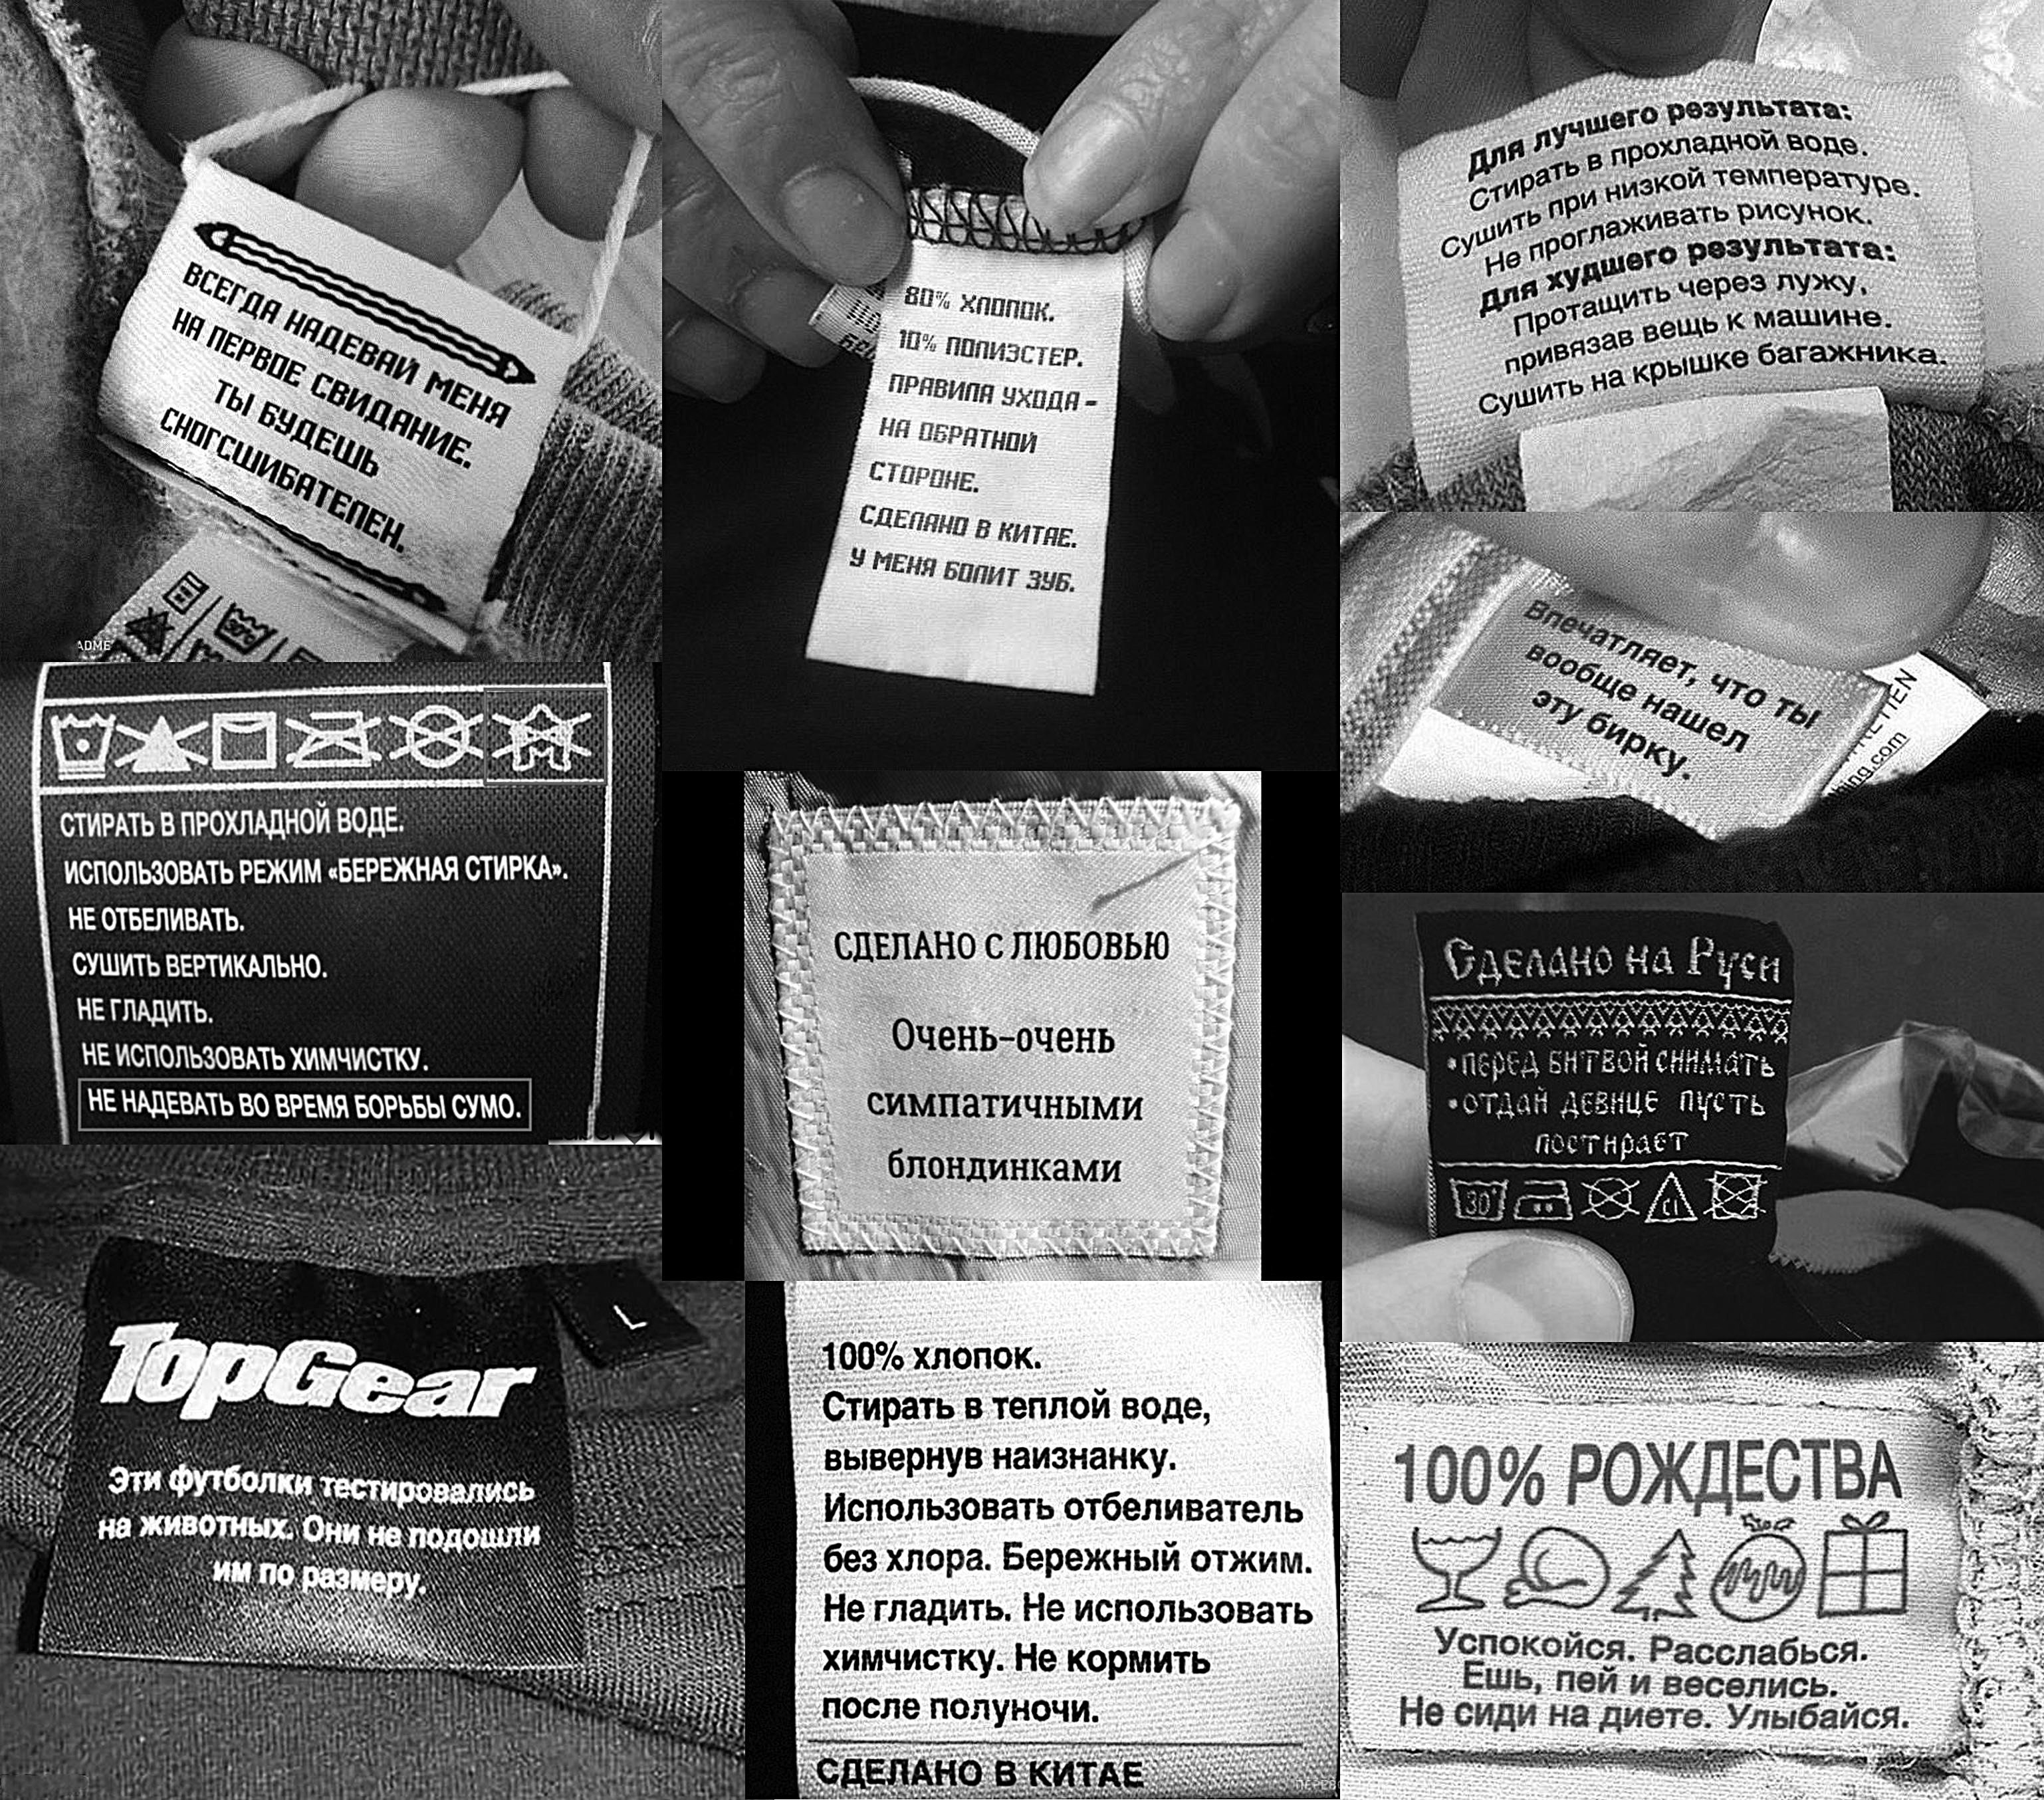 ВСЕГДА НАДЕВАЙ МЕНЯ
НА ПЕРВОЕ СВИДАНИЕ.
ТЫ БУДЕШЬ
СНОГСШИБАТЕЛЕН.
30°C
ADME
80% ХЛОПОК.
10% ПОЛИЭСТЕР.
ПРАВИЛА УХОДА -
НА ОБРАТНОЙ
СТОРОНЕ.
СДЕЛАНО В КИТАЕ.
У МЕНЯ БОЛИТ ЗУБ.
Для лучшего результата:
Стирать в прохладной воде.
Сушить при низкой температуре.
Не проглаживать рисунок.
Для худшего результата:
Протащить через лужу,
привязав вещь к машине.
Сушить на крышке багажника.
Впечатляет, что ты
вообще нашел
эту бирку.
СТИРАТЬ В ПРОХЛАДНОЙ ВОДЕ.
ИСПОЛЬЗОВАТЬ РЕЖИМ «БЕРЕЖНАЯ СТИРКА».
НЕ ОТБЕЛИВАТЬ.
СУШИТЬ ВЕРТИКАЛЬНО.
НЕ ГЛАДИТЬ.
НЕ ИСПОЛЬЗОВАТЬ ХИМЧИСТКУ.
НЕ НАДЕВАТЬ ВО ВРЕМЯ БОРЬБЫ СУМО.
СДЕЛАНО С ЛЮБОВЬЮ
Очень-очень
симпатичными
блондинками
Сделано на Руси
•перед битвой снимать
•отдай девице пусть
постирает
30° cl
TopGear
L
Эти футболки тестировались
на животных. Они не подошли
им по размеру.
100% хлопок.
Стирать в теплой воде,
вывернув наизнанку.
Использовать отбеливатель
без хлора. Бережный отжим.
Не гладить. Не использовать
химчистку. Не кормить
после полуночи.
СДЕЛАНО В КИТАЕ
100% РОЖДЕСТВА
Успокойся. Расслабься.
Ешь, пей и веселись.
Не сиди на диете. Улыбайся.